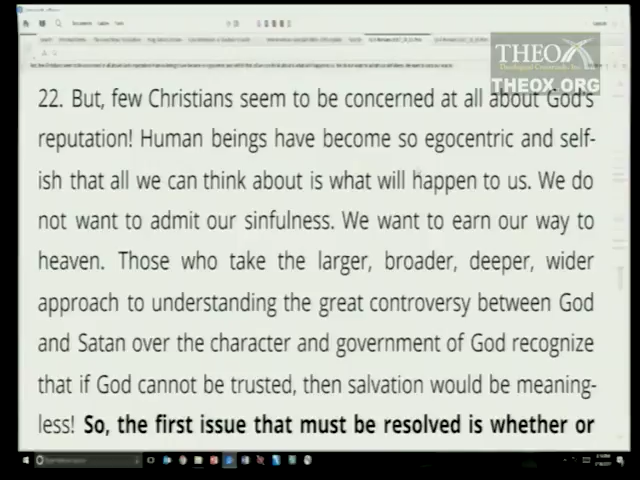 THEOX
THEOX.ORG
22. But, few Christians seem to be concerned at all about God's
reputation! Human beings have become so egocentric and self-
ish that all we can think about is what will happen to us. We do
not want to admit our sinfulness. We want to earn our way to
heaven. Those who take the larger, broader, deeper, wider
approach to understanding the great controversy between God
and Satan over the character and government of God recognize
that if God cannot be trusted, then salvation would be meaning-
less! So, the first issue that must be resolved is whether or